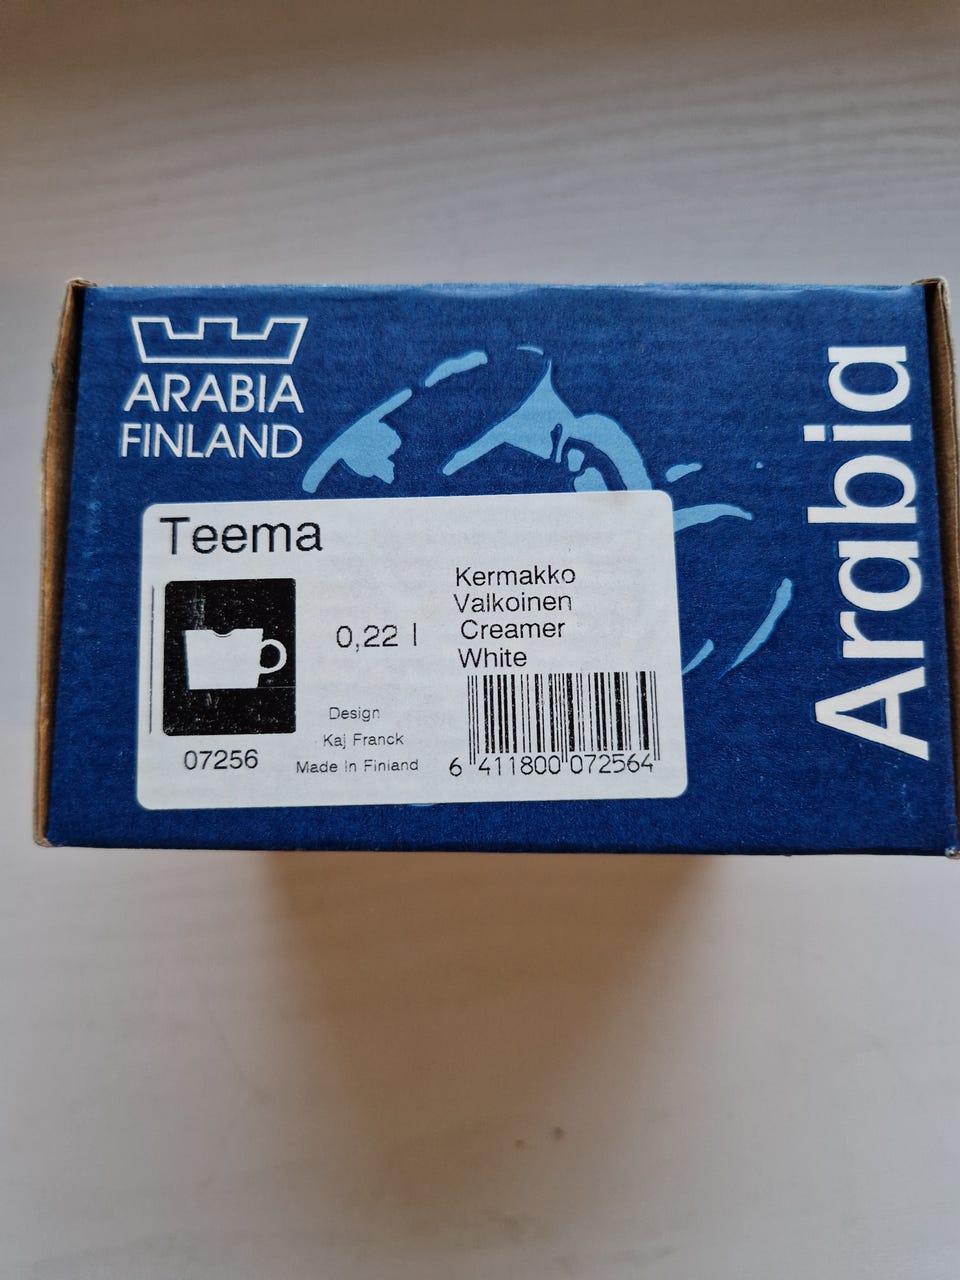 ARABIA
FINLAND
Arabia
Teema
Kermakko
Valkoinen
Creamer
White
0,22 l
Design
Kaj Franck
Made in Finland
07256
6 411800 072564